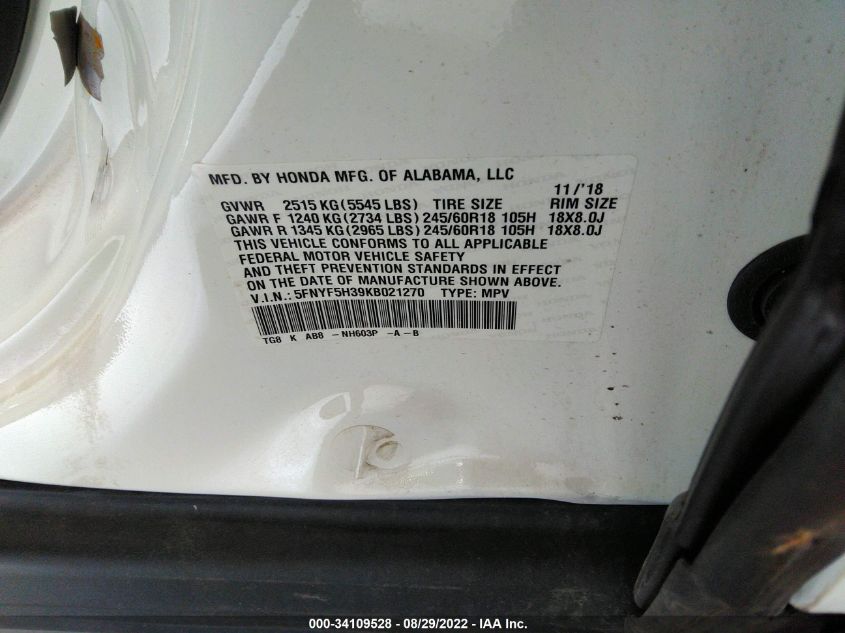 MFD. BY HONDA MFG. OF ALABAMA, LLC
11/'18
GVWR 2515 KG(5545 LBS) TIRE SIZE RIM SIZE
GAWR F 1240 KG(2734 LBS)245/60R18 105H 18X8.0J
GAWR R 1345 KG(2965 LBS)245/60R18 105H 18X8.0J
THIS VEHICLE CONFORMS TO ALL APPLICABLE
FEDERAL MOTOR VEHICLE SAFETY
AND THEFT PREVENTION STANDARDS IN EFFECT
ON THE DATE OF MANUFACTURE SHOWN ABOVE.
V.I.N.:5FNYF5H39KB021270 TYPE: MPV
TG8 K AB8 -NH603P -A-B
000-34109528 - 08/29/2022 - IAA Inc.